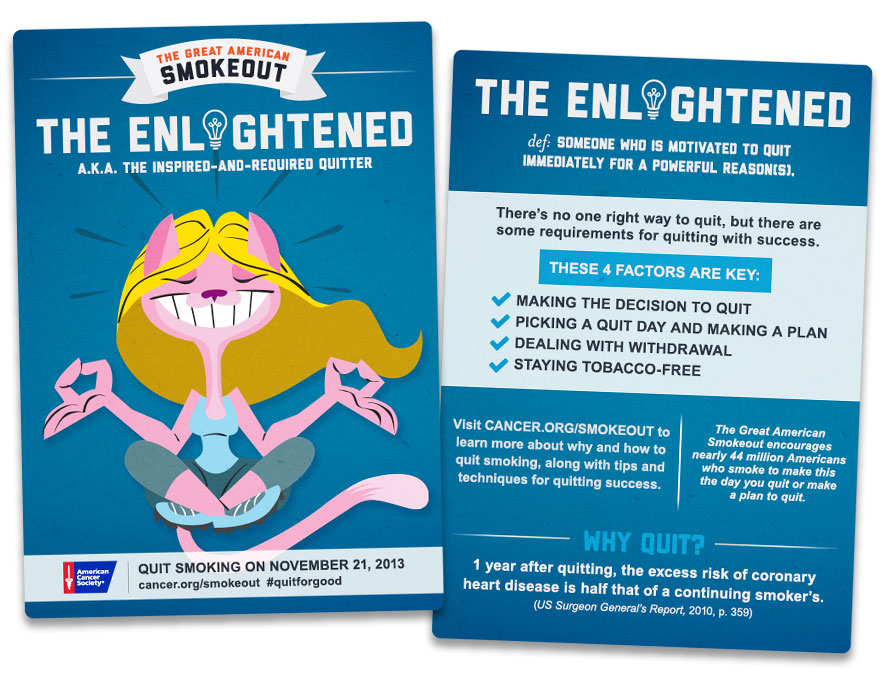 THE GREAT AMERICAN
SMOKEOUT
THE ENLIGHTENED
A.K.A. THE INSPIRED-AND-REQUIRED QUITTER
American
Cancer
Society®
QUIT SMOKING ON NOVEMBER 21, 2013
cancer.org/smokeout #quitforgood
THE ENLIGHTENED
def: SOMEONE WHO IS MOTIVATED TO QUIT
IMMEDIATELY FOR A POWERFUL REASON(S).
There's no one right way to quit, but there are
some requirements for quitting with success.
THESE 4 FACTORS ARE KEY:
MAKING THE DECISION TO QUIT
PICKING A QUIT DAY AND MAKING A PLAN
DEALING WITH WITHDRAWAL
STAYING TOBACCO-FREE
Visit CANCER.ORG/SMOKEOUT to
learn more about why and how to
quit smoking, along with tips and
techniques for quitting success.
The Great American
Smokeout encourages
nearly 44 million Americans
who smoke to make this
the day you quit or make
a plan to quit.
WHY QUIT?
1 year after quitting, the excess risk of coronary
heart disease is half that of a continuing smoker's.
(US Surgeon General's Report, 2010, p. 359)